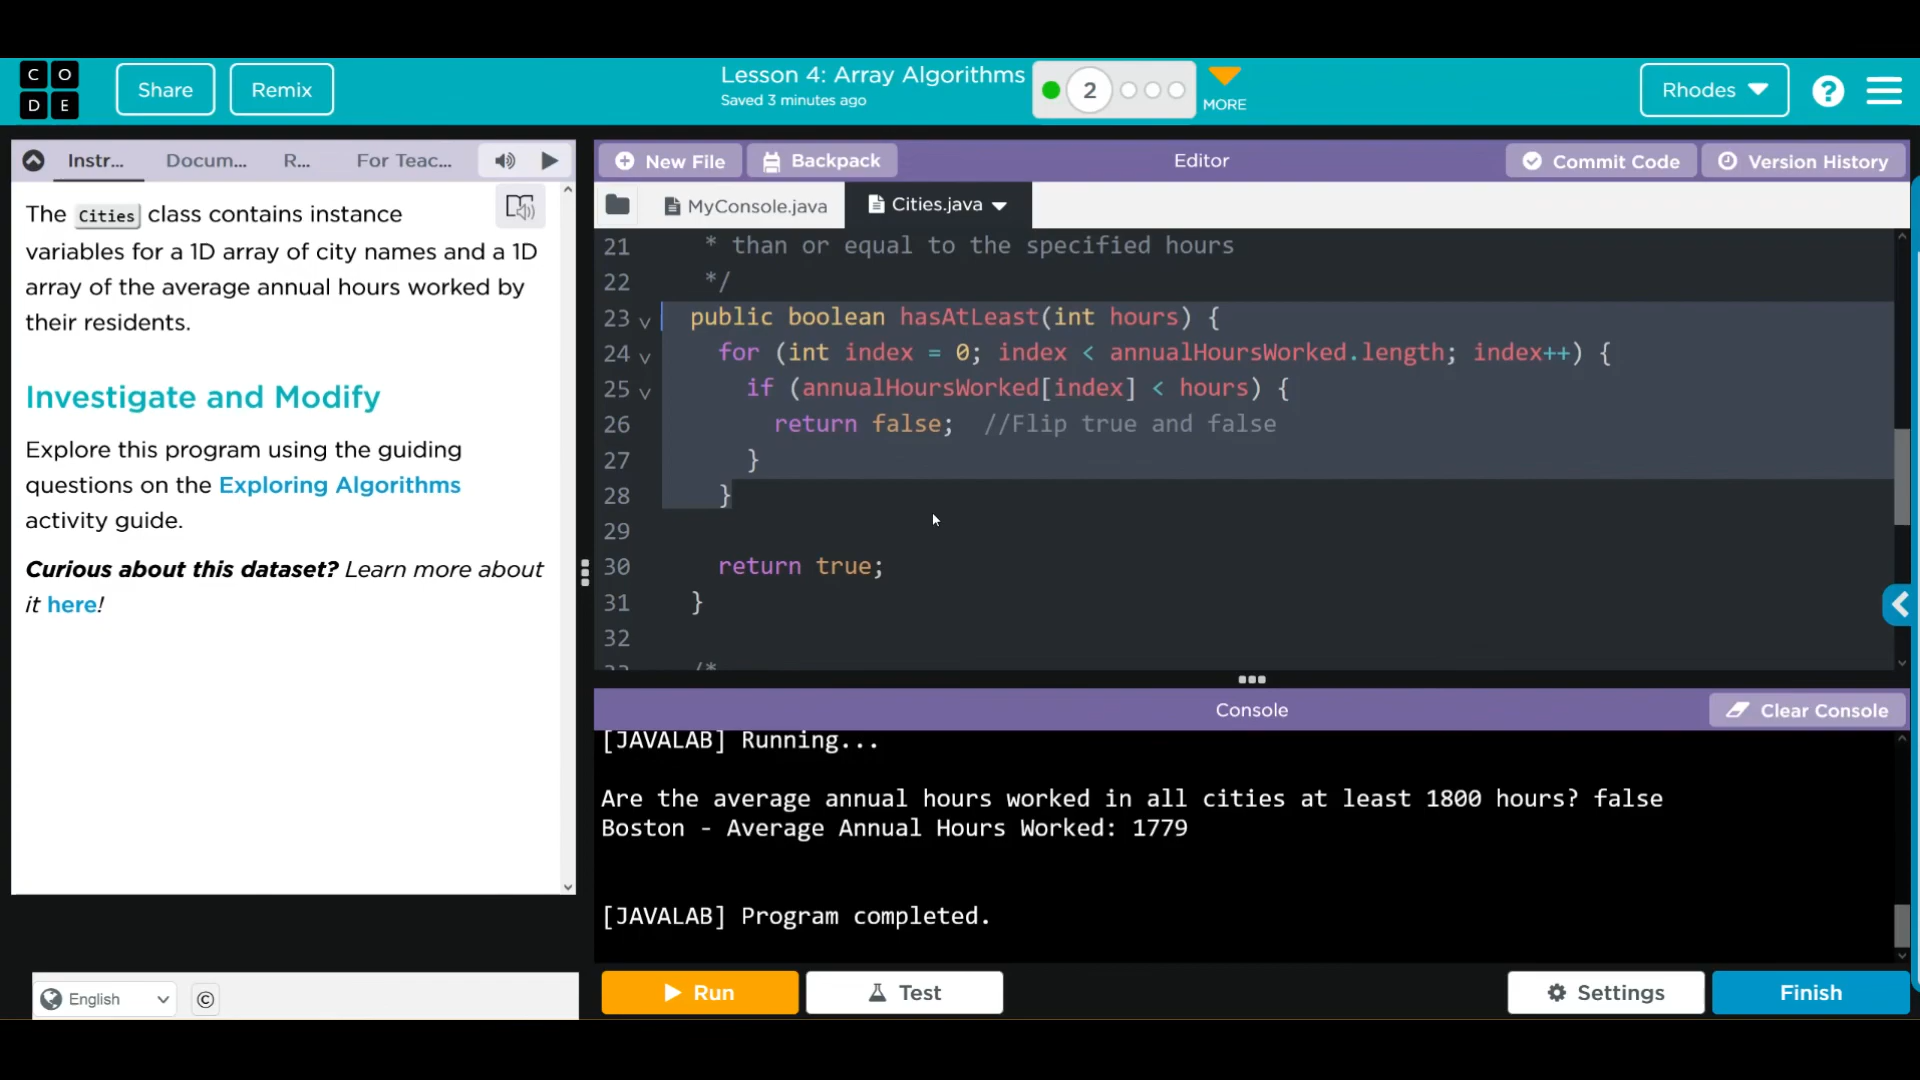 C O
D E
Share
Remix
Lesson 4: Array Algorithms
Saved 3 minutes ago
2
MORE
Rhodes
?
Instr...
Docum...
R...
For Teac...
The Cities class contains instance
variables for a 1D array of city names and a 1D
array of the average annual hours worked by
their residents.
Investigate and Modify
Explore this program using the guiding
questions on the Exploring Algorithms
activity guide.
Curious about this dataset? Learn more about
it here!
English
©
New File
Backpack
Editor
Commit Code
Version History
MyConsole.java
Cities.java
21 * than or equal to the specified hours
22 */
23 public boolean hasAtLeast(int hours) {
24 for (int index = 0; index < annualHoursWorked.length; index++) {
25 if (annualHoursWorked[index] < hours) {
26 return false; //Flip true and false
27 }
28 }
29
30 return true;
31 }
32
33 /*
Console
Clear Console
[JAVALAB] Running...
Are the average annual hours worked in all cities at least 1800 hours? false
Boston - Average Annual Hours Worked: 1779
[JAVALAB] Program completed.
Run
Test
Settings
Finish